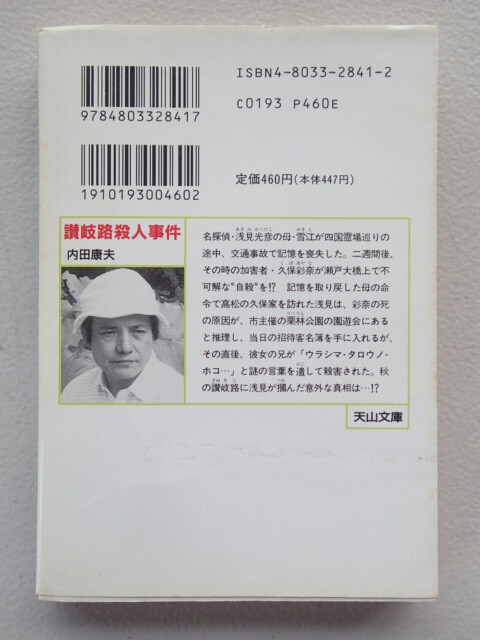 ISBN4-8033-2841-2
C0193 P460E
9784803328417
定価460円(本体447円)
1910193004602
讃岐路殺人事件
内田康夫
名探偵・浅見光彦の母・雪江が四国霊場巡りの
途中、交通事故で記憶を喪失した。二週間後、
その時の加害者・久保彩奈が瀬戸大橋上で不
可解な“自殺”を!? 記憶を取り戻した母の命
令で高松の久保家を訪れた浅見は、彩奈の死
の原因が、市主催の栗林公園の園遊会にある
と推理し、当日の招待客名簿を手に入れるが、
その直後、彼女の兄が「ウラシマ・タロウノ・
ホコ…」と謎の言葉を遺して殺害された。秋
の讃岐路に浅見が摑んだ意外な真相は…!?
天山文庫